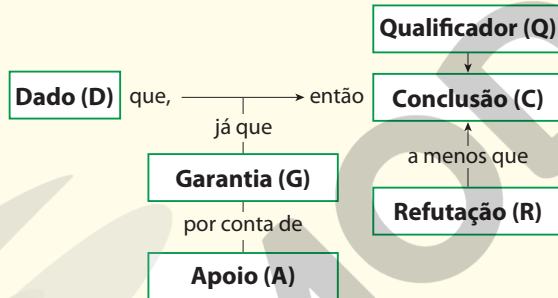 Qualificador (Q)
Dado (D) que, então Conclusão (C)
já que
a menos que
Garantia (G)
Refutação (R)
por conta de
Apoio (A)